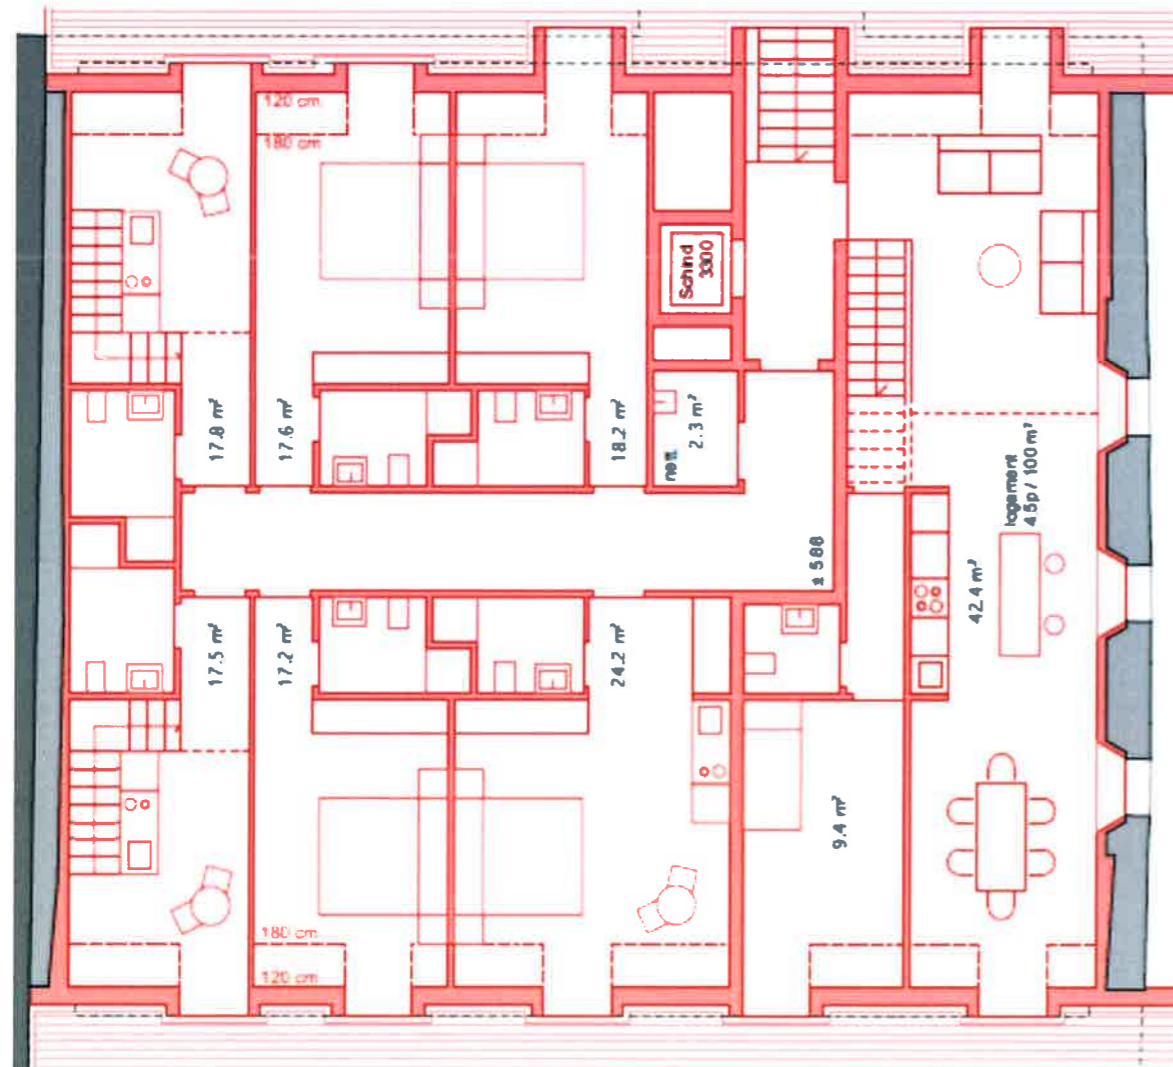 120 cm
180 cm
Schind
3300
17.8 m²
17.6 m²
18.2 m²
nett.
2.3 m²
logement
4.5p / 100 m²
± 588
42.4 m²
17.5 m²
17.2 m²
24.2 m²
9.4 m²
180 cm
120 cm